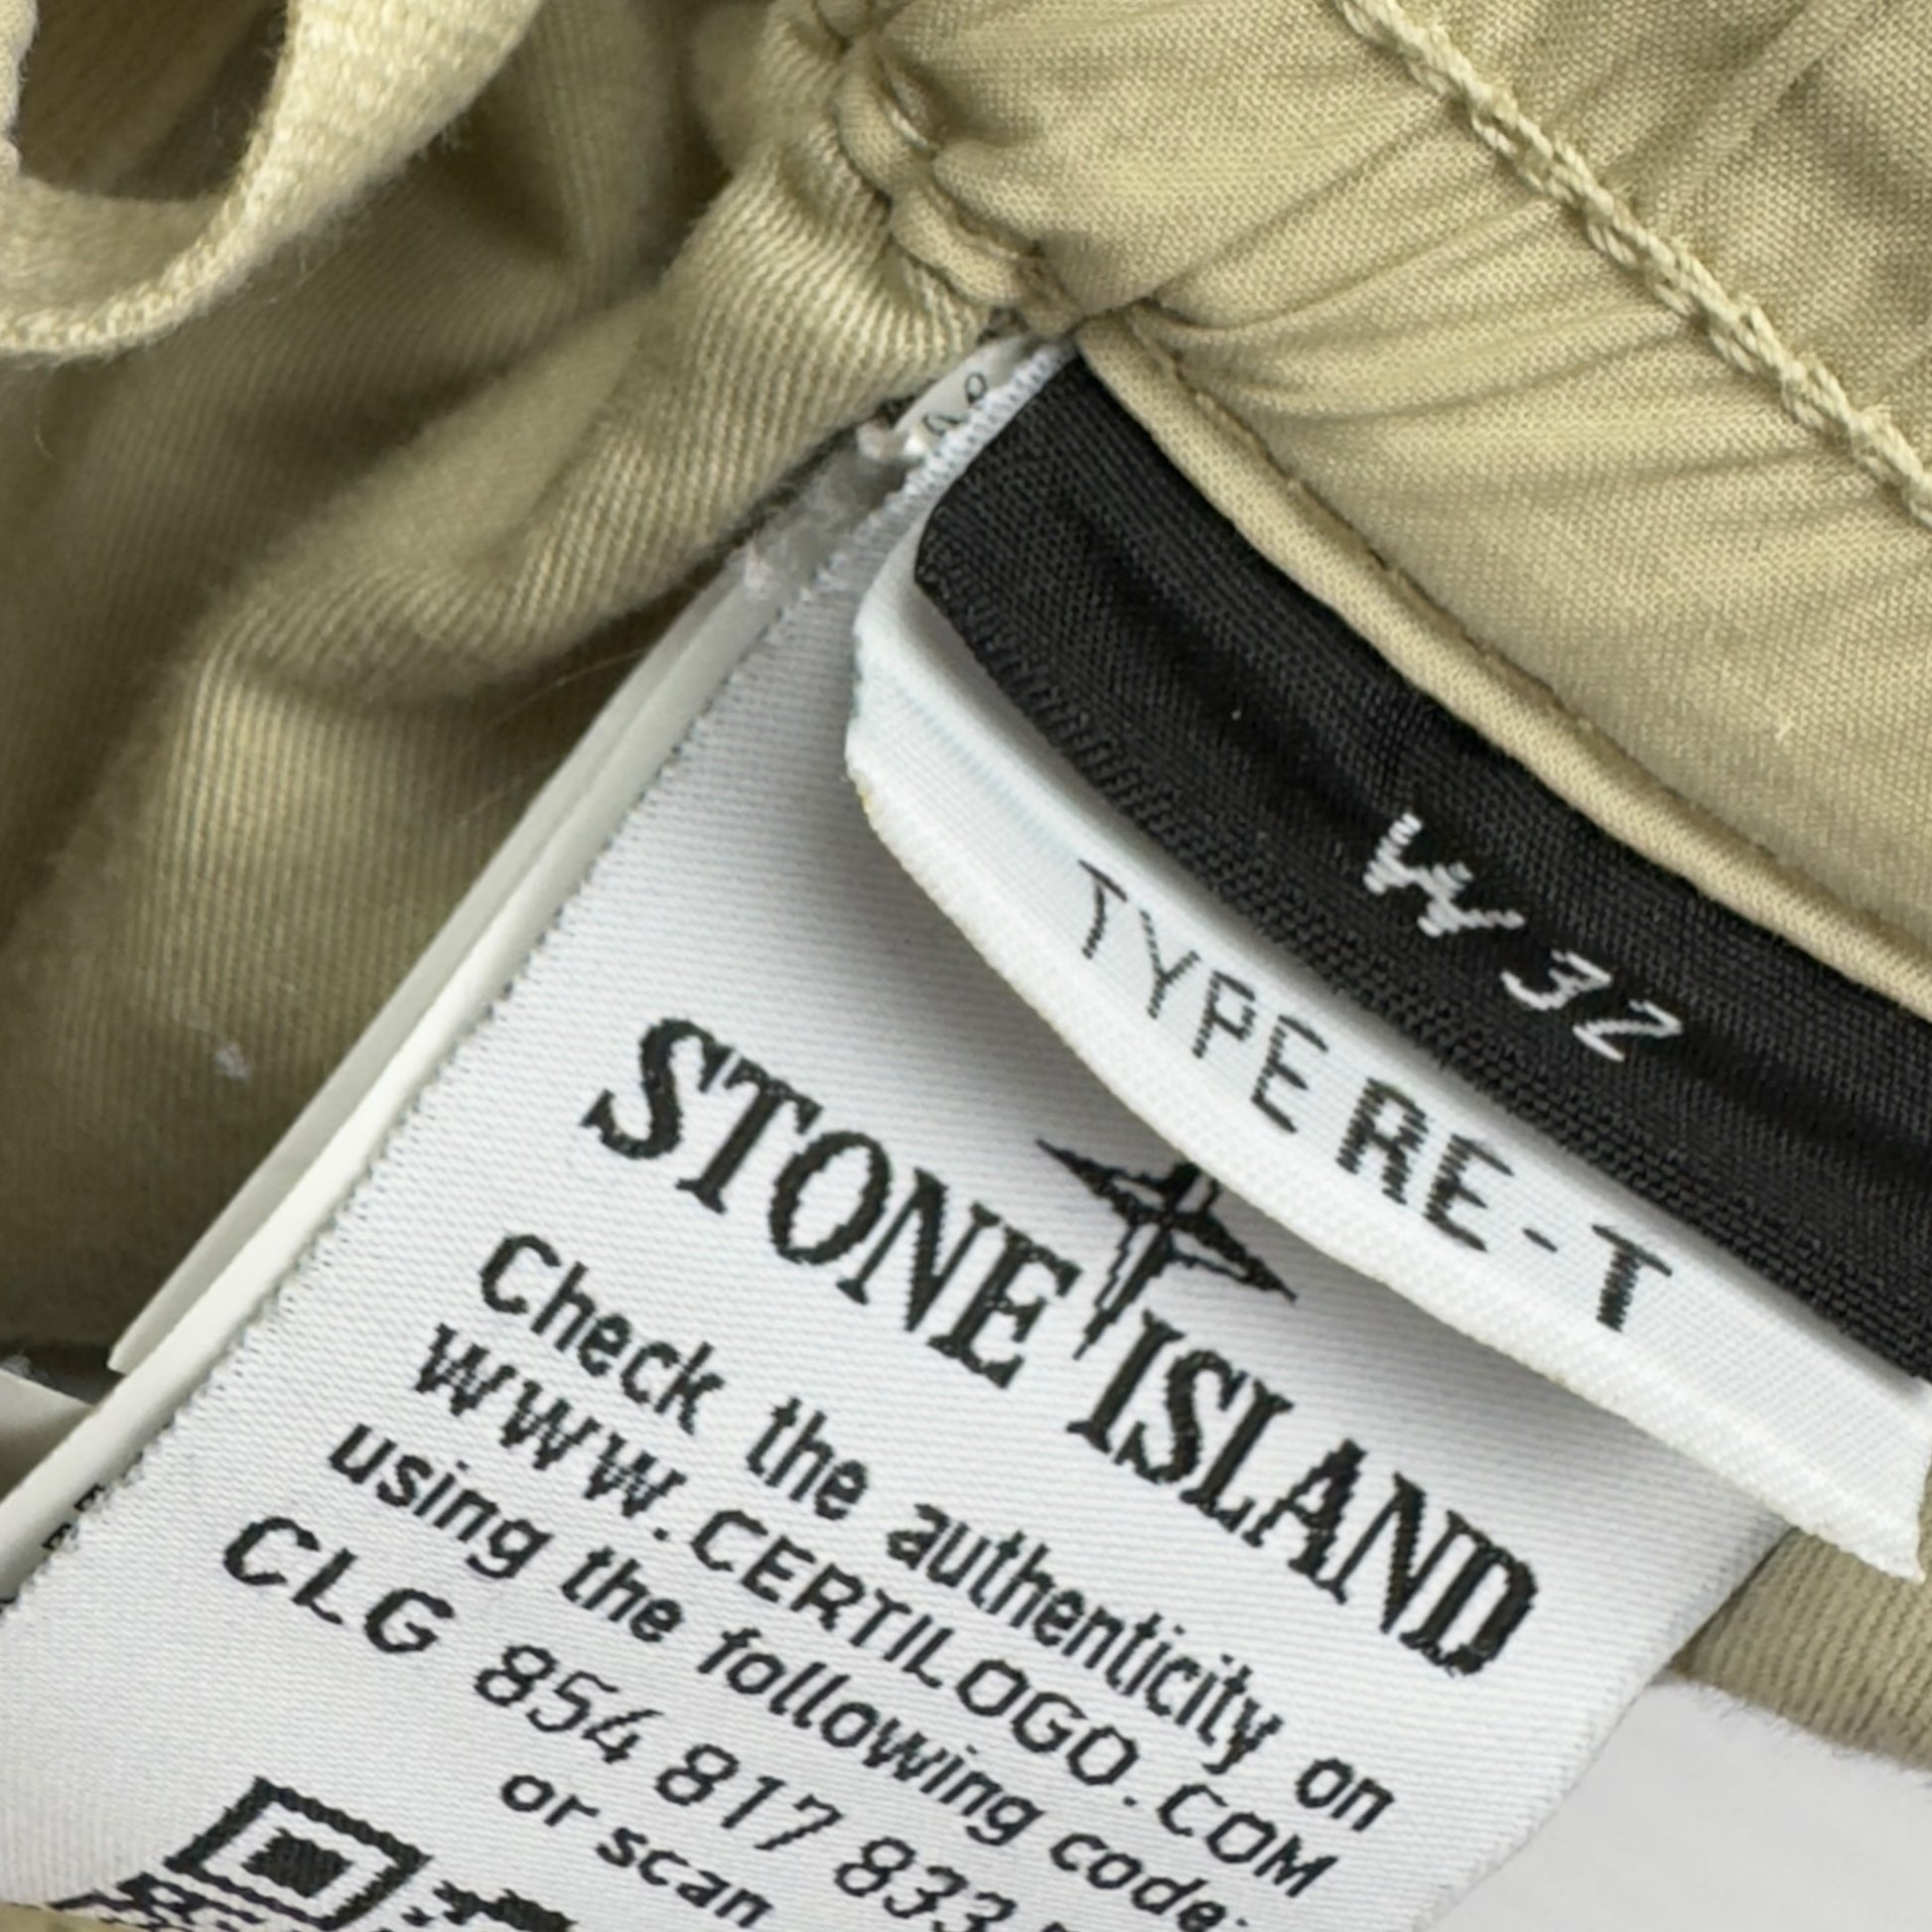 W 32
TYPE RE-T
STONE ISLAND
Check the authenticity on
WWW.CERTILOGO.COM
using the following code:
CLG 854 817 833
or scan